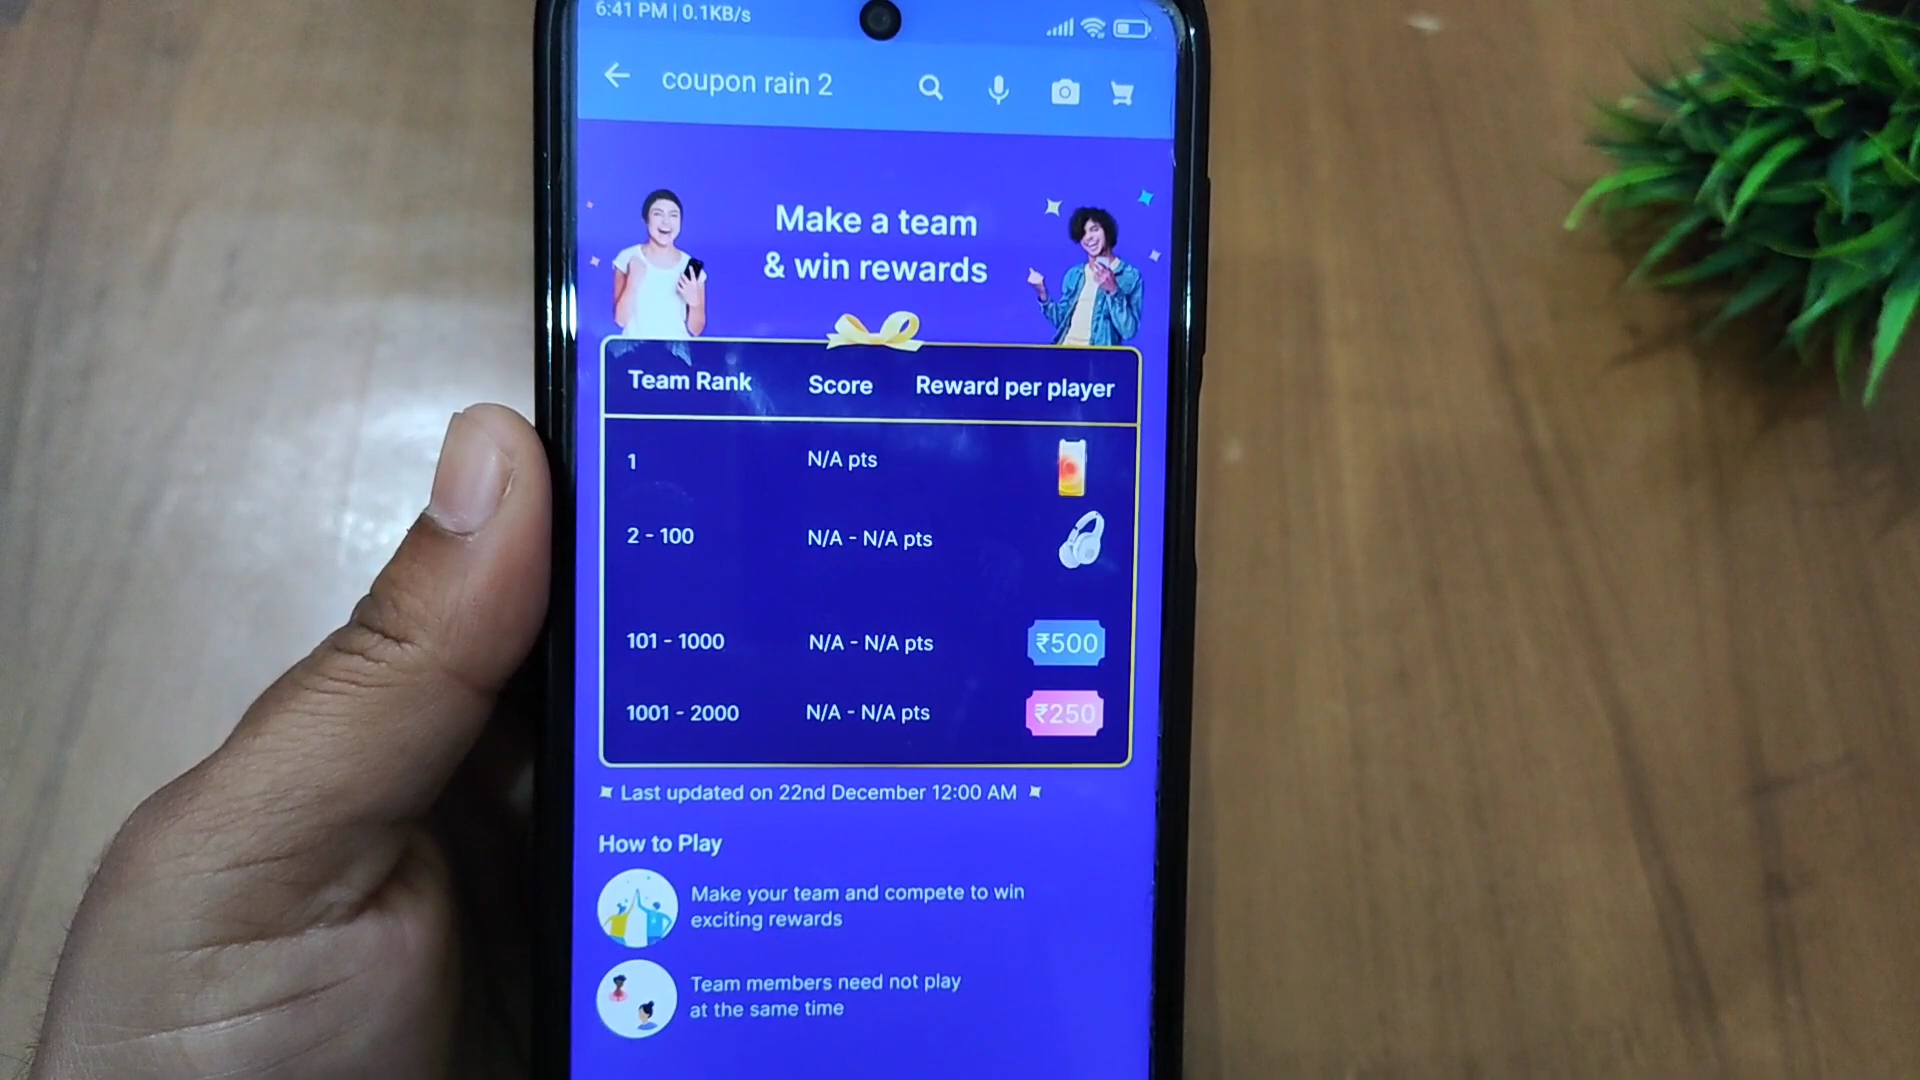 6:41 PM | 0.1KB/s
coupon rain 2
Make a team
& win rewards
Team Rank Score Reward per player
1 N/A pts
2 - 100 N/A - N/A pts
101 - 1000 N/A - N/A pts ₹500
1001 - 2000 N/A - N/A pts ₹250
Last updated on 22nd December 12:00 AM
How to Play
Make your team and compete to win
exciting rewards
Team members need not play
at the same time